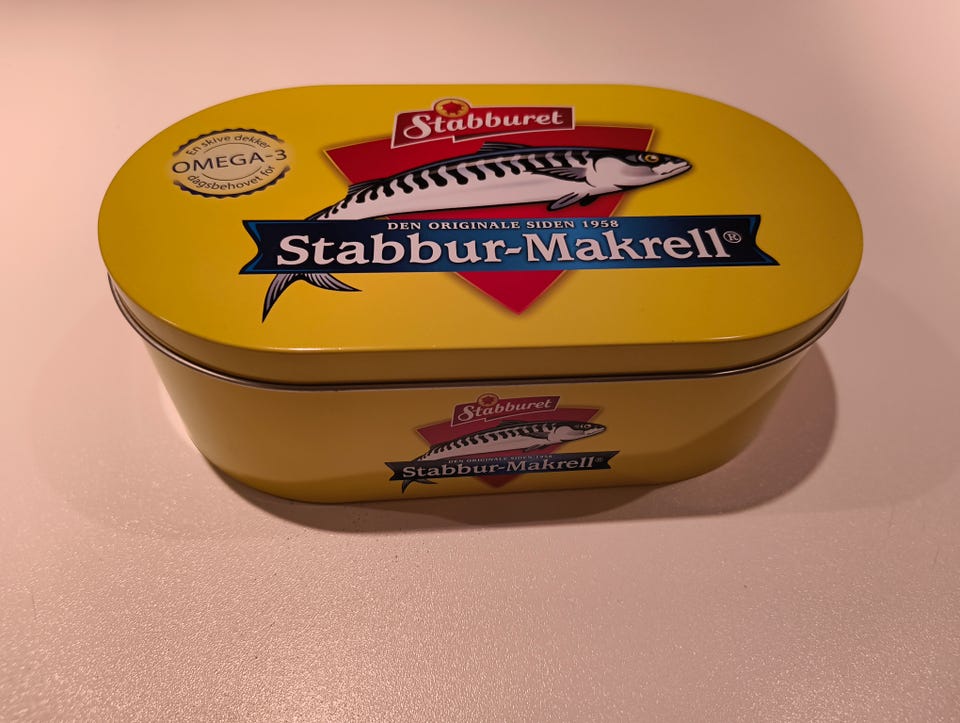 Stabburet
En skive dekker
OMEGA-3
dagsbehovet for
DEN ORIGINALE SIDEN 1958
Stabbur-Makrell®
Stabburet
DEN ORIGINALE SIDEN 1958
Stabbur-Makrell®